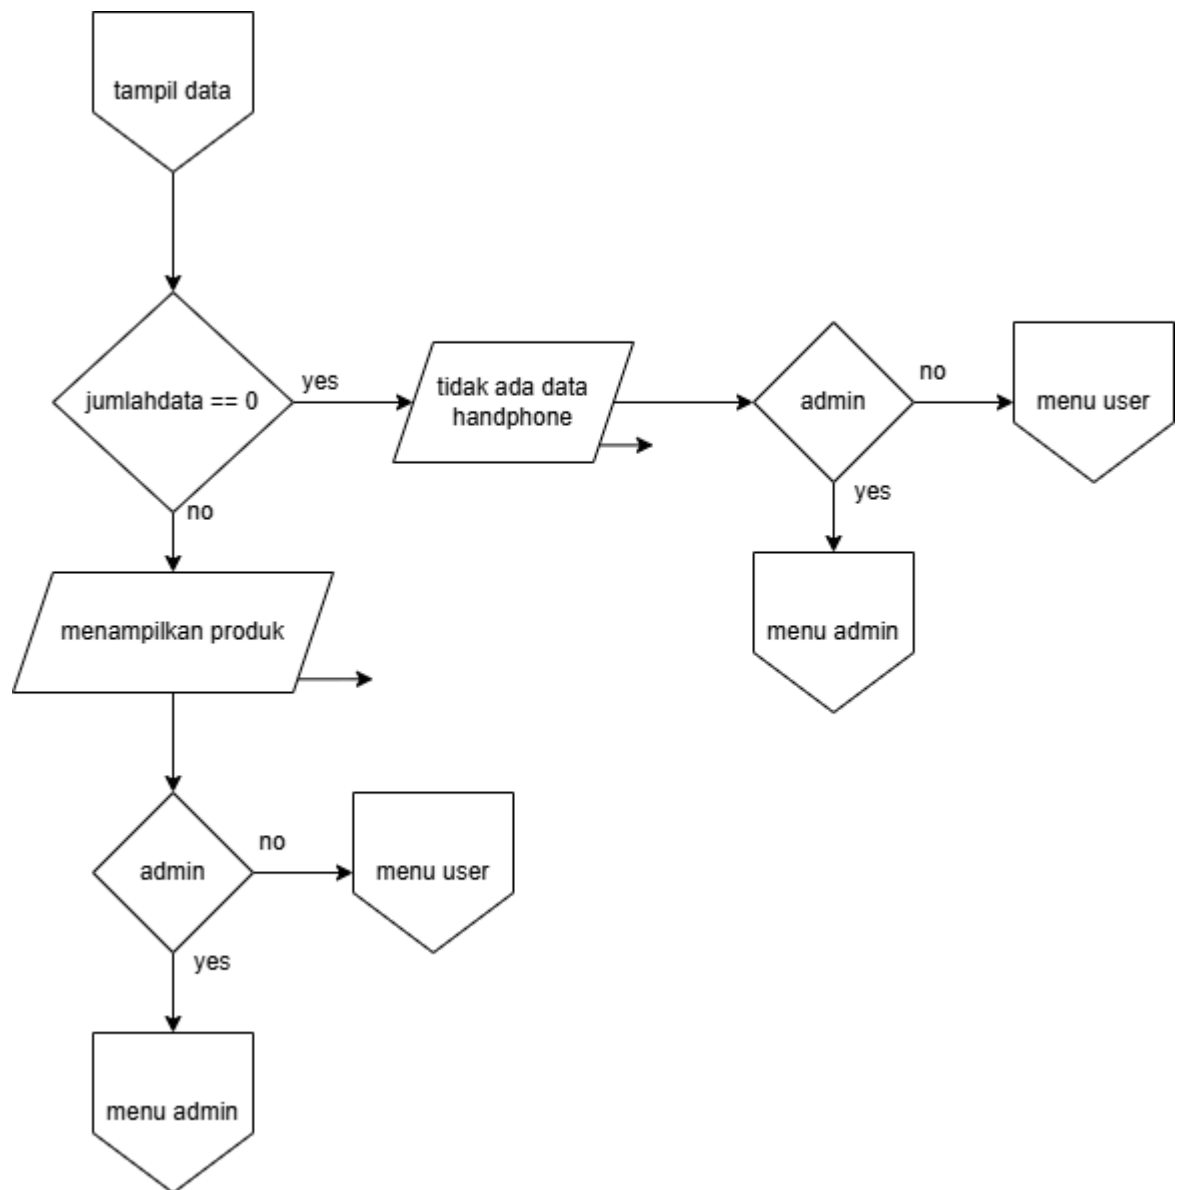 tampil data
jumlahdata == 0
yes
tidak ada data
handphone
admin
no
menu user
yes
menu admin
no
menampilkan produk
admin
no
menu user
yes
menu admin